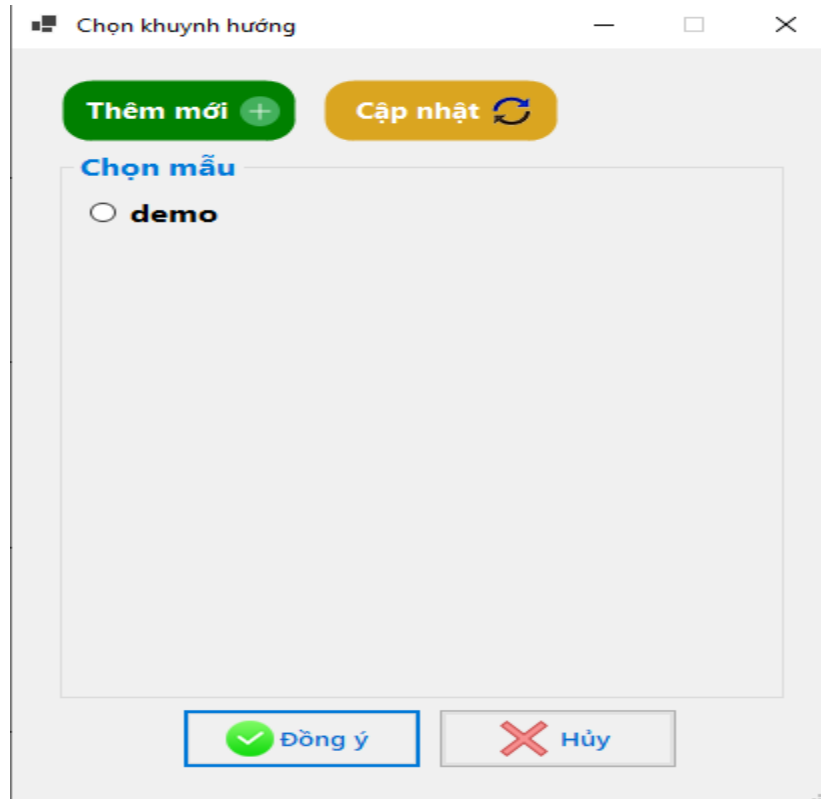 Chọn khuynh hướng
Thêm mới Cập nhật
Chọn mẫu
demo
Đồng ý Hủy